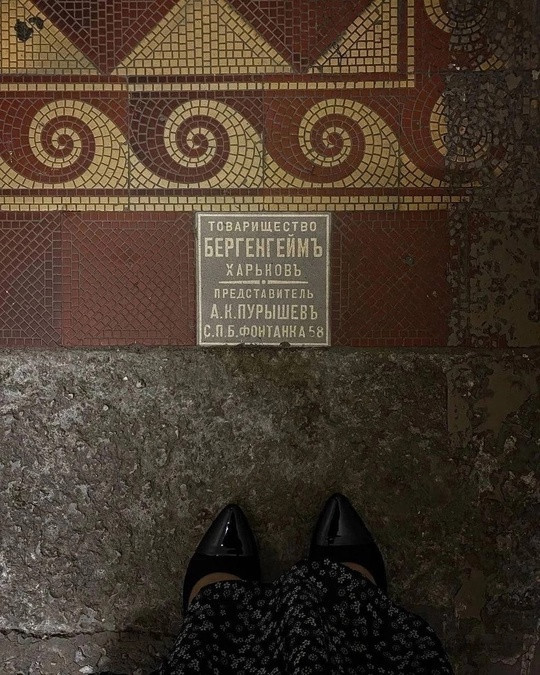 ТОВАРИЩЕСТВО
БЕРГЕНГЕЙМЪ
ХАРЬКОВЪ
ПРЕДСТАВИТЕЛЬ
А.К.ПУРЫШЕВЪ
С.П.Б.ФОНТАНКА 58